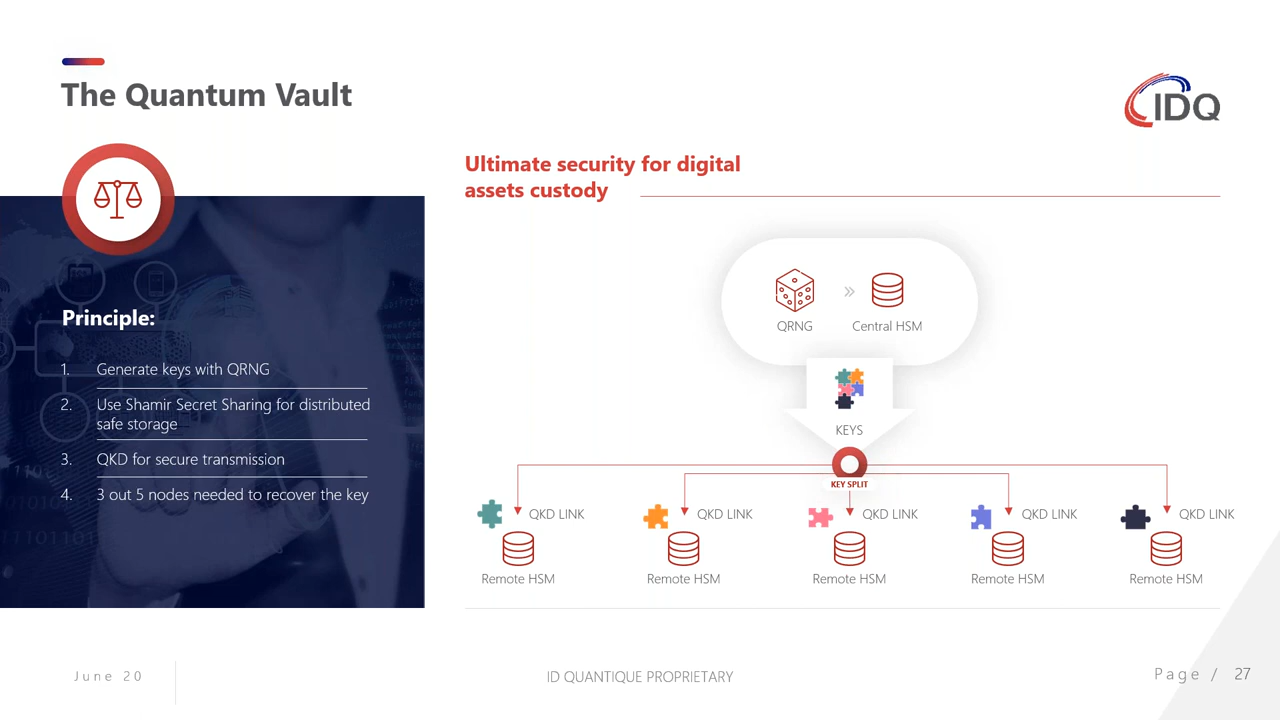 The Quantum Vault
IDQ
Ultimate security for digital
assets custody
Principle:
1. Generate keys with QRNG
2. Use Shamir Secret Sharing for distributed
safe storage
3. QKD for secure transmission
4. 3 out 5 nodes needed to recover the key
QRNG
Central HSM
KEYS
KEY SPLIT
QKD LINK
QKD LINK
QKD LINK
QKD LINK
QKD LINK
Remote HSM
Remote HSM
Remote HSM
Remote HSM
Remote HSM
June 20
ID QUANTIQUE PROPRIETARY
Page / 27